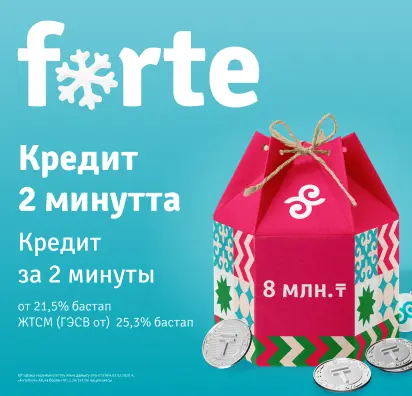 forte
Кредит
2 минутта
Кредит
за 2 минуты
от 21,5% бастап
ЖТСМ (ГЭСВ от) 25,3% бастап
8 млн.₸